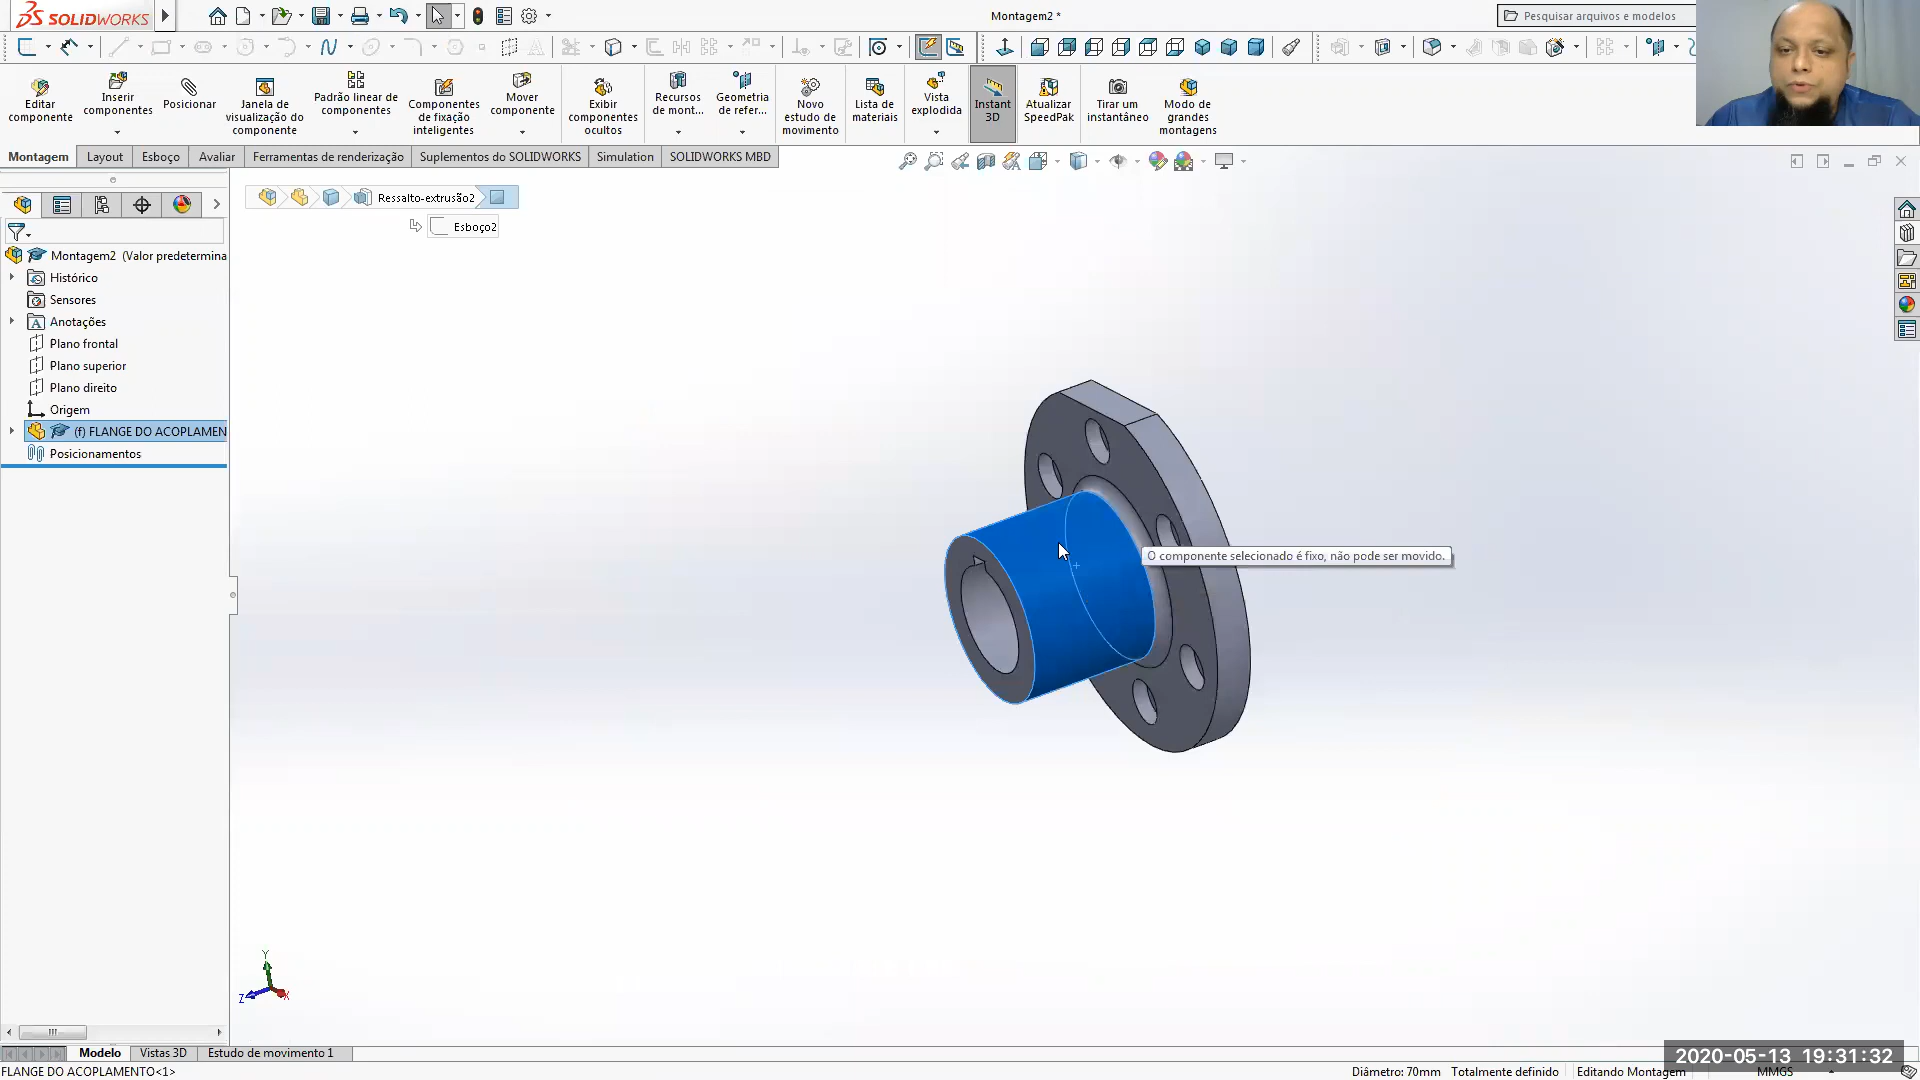 SOLIDWORKS
Montagem2 *
Pesquisar arquivos e modelos
Editar componente
Inserir componentes
Posicionar
Janela de visualização do componente
Padrão linear de componentes
Componentes de fixação inteligentes
Mover componente
Exibir componentes ocultos
Recursos de mont...
Geometria de refer...
Novo estudo de movimento
Lista de materiais
Vista explodida
Instant 3D
Atualizar SpeedPak
Tirar um instantâneo
Modo de grandes montagens
Montagem
Layout
Esboço
Avaliar
Ferramentas de renderização
Suplementos do SOLIDWORKS
Simulation
SOLIDWORKS MBD
Ressalto-extrusão2
Esboço2
Montagem2 (Valor predetermina
Histórico
Sensores
Anotações
Plano frontal
Plano superior
Plano direito
Origem
(f) FLANGE DO ACOPLAMEN
Posicionamentos
O componente selecionado é fixo, não pode ser movido.
Y
Z
X
Modelo
Vistas 3D
Estudo de movimento 1
2020-05-13 19:31:32
FLANGE DO ACOPLAMENTO<1>
Diâmetro: 70mm
Totalmente definido
Editando Montagem
MMGS